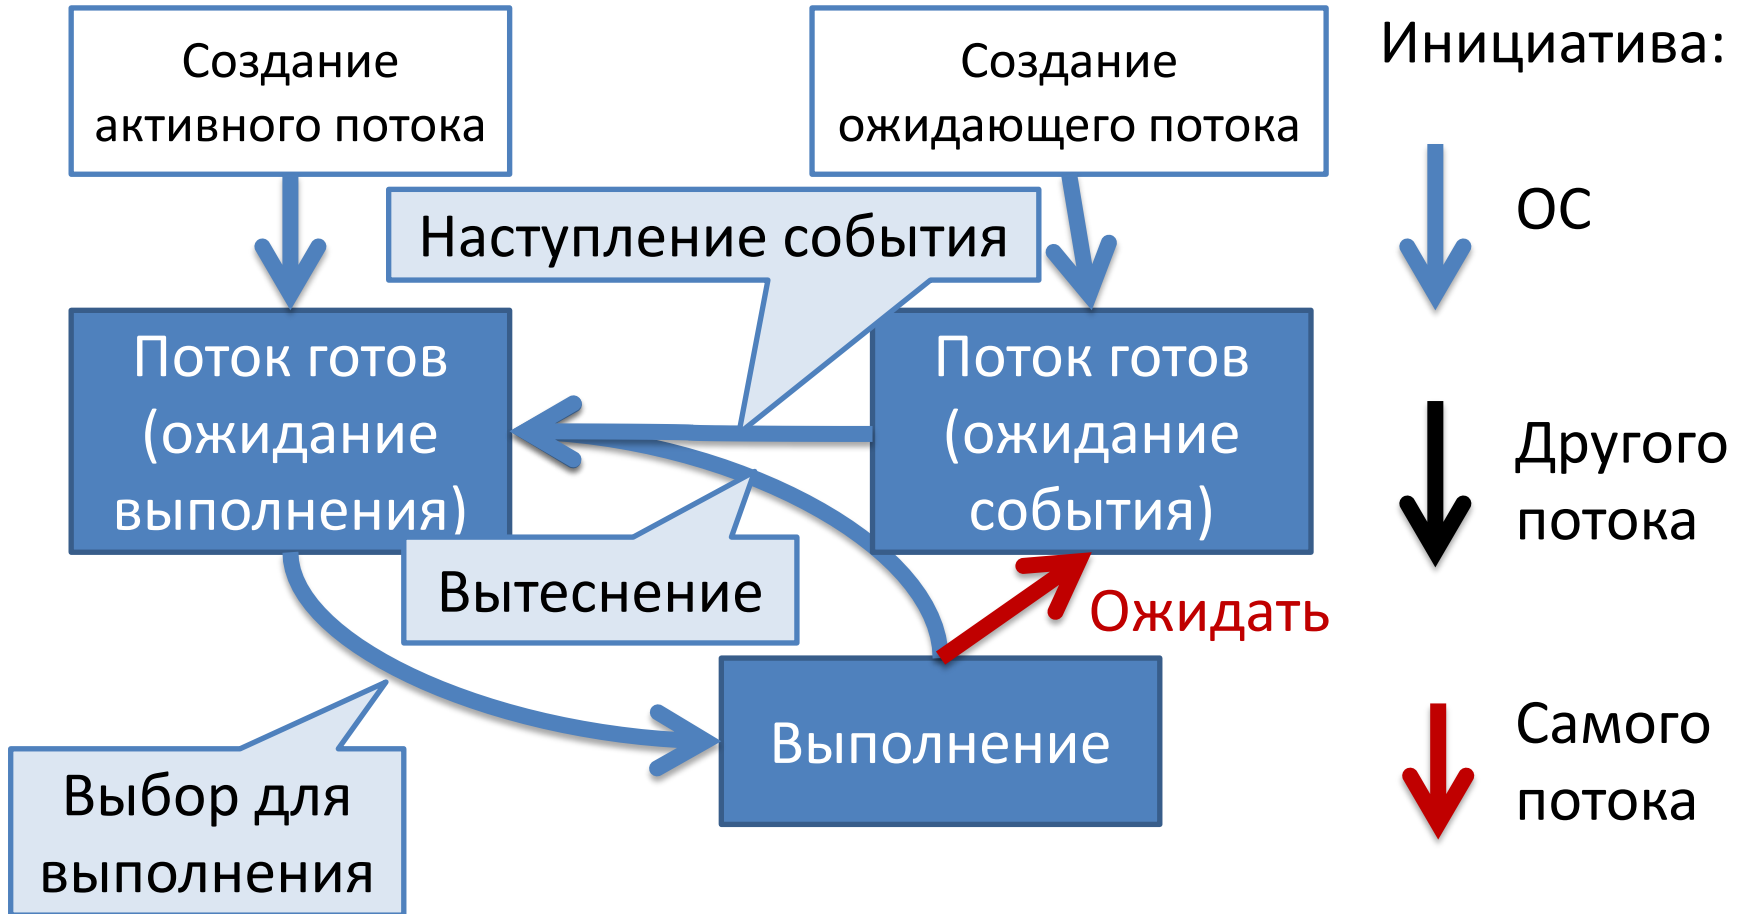 Создание
активного потока
Создание
ожидающего потока
Инициатива:
Наступление события
ОС
Поток готов
(ожидание
выполнения)
Поток готов
(ожидание
события)
Другого
потока
Вытеснение
Ожидать
Выполнение
Самого
потока
Выбор для
выполнения